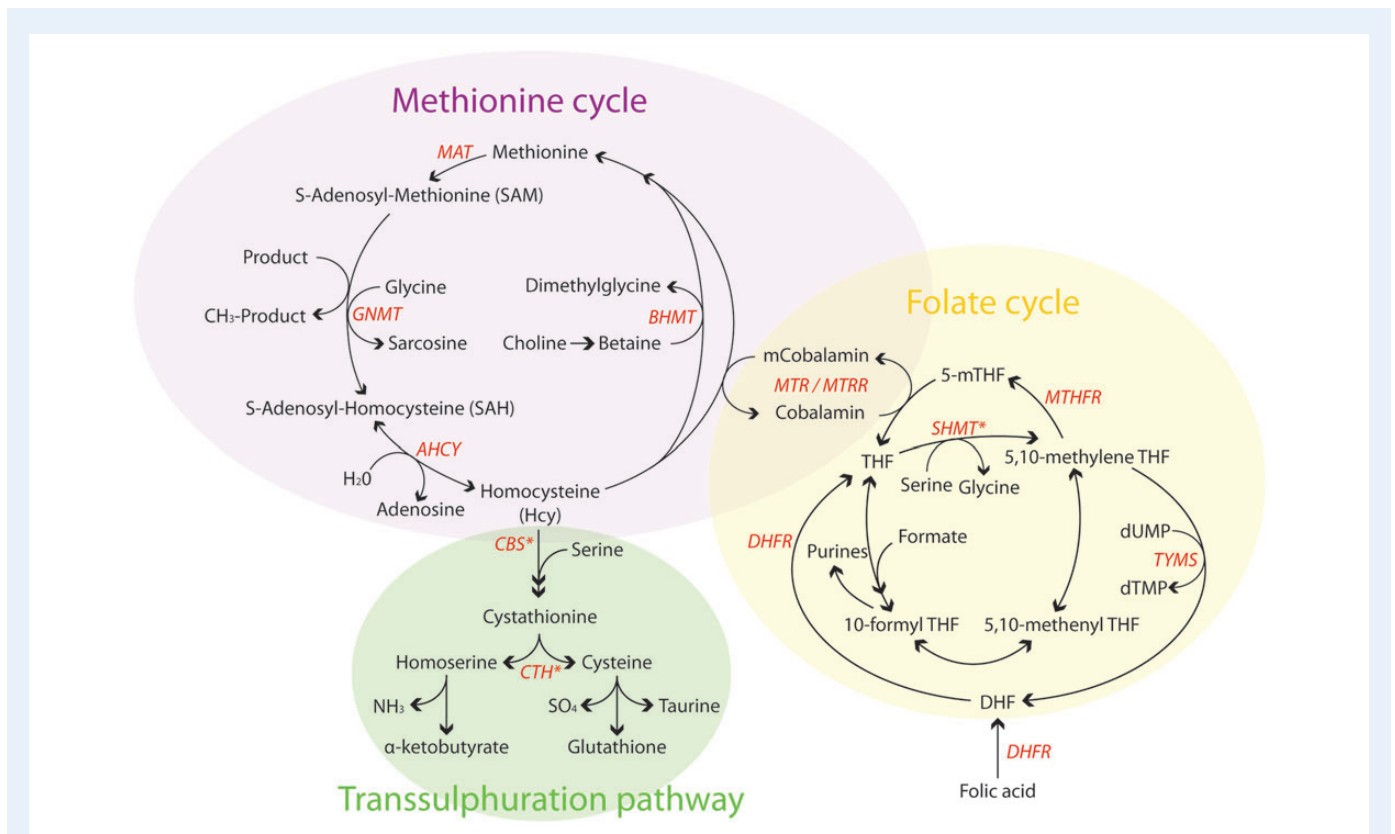 Methionine cycle
MAT
Methionine
S-Adenosyl-Methionine (SAM)
Product
Glycine
CH₃-Product
GNMT
Sarcosine
Dimethylglycine
BHMT
Choline
Betaine
S-Adenosyl-Homocysteine (SAH)
AHCY
H₂0
Adenosine
Homocysteine
(Hcy)
Folate cycle
mCobalamin
MTR / MTRR
Cobalamin
5-mTHF
MTHFR
SHMT*
THF
5,10-methylene THF
Serine
Glycine
DHFR
Purines
Formate
dUMP
TYMS
dTMP
10-formyl THF
5,10-methenyl THF
DHF
DHFR
Folic acid
CBS*
Serine
Cystathionine
Homoserine
CTH*
Cysteine
NH₃
SO₄
Taurine
α-ketobutyrate
Glutathione
Transsulphuration pathway